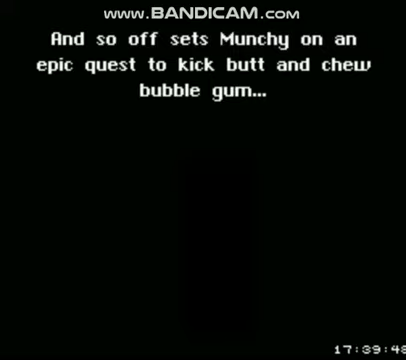 www.BANDICAM.com
And so off sets Munchy on an
epic quest to kick butt and chew
bubble gum...
17:39:48